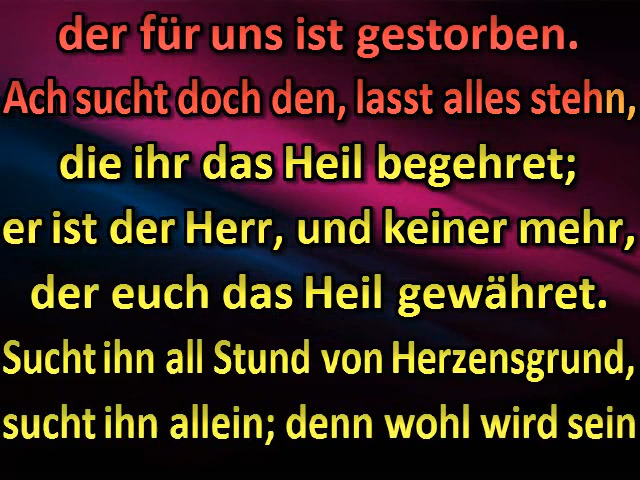 der für uns ist gestorben.
Ach sucht doch den, lasst alles stehn,
die ihr das Heil begehret;
er ist der Herr, und keiner mehr,
der euch das Heil gewähret.
Sucht ihn all Stund von Herzensgrund,
sucht ihn allein; denn wohl wird sein